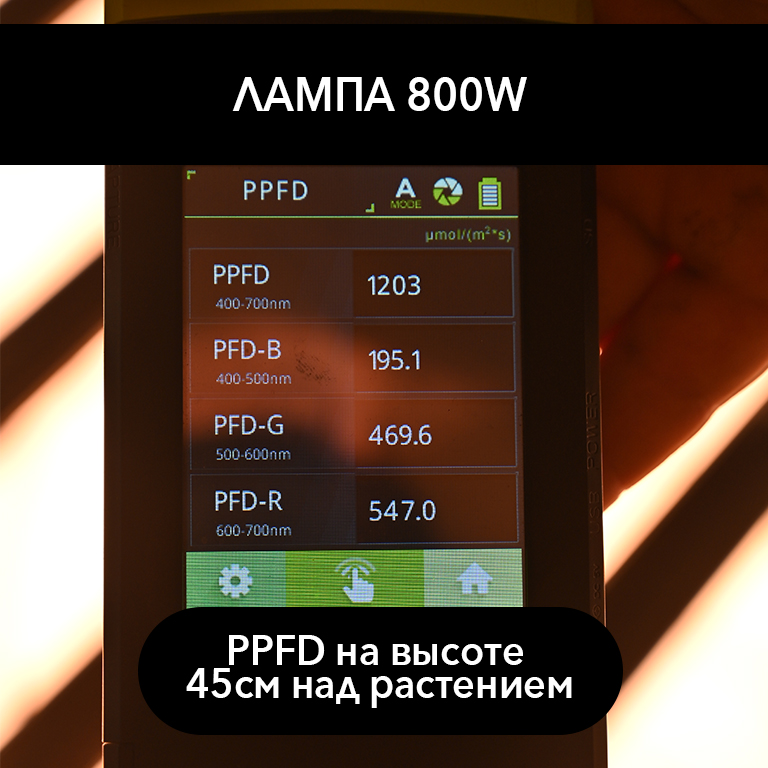 ЛАМПА 800W
PPFD
A
MODE
μmol/(m²*s)
PPFD 1203
400-700nm
PFD-B 195.1
400-500nm
PFD-G 469.6
500-600nm
PFD-R 547.0
600-700nm
POWER
PPFD на высоте
45см над растением